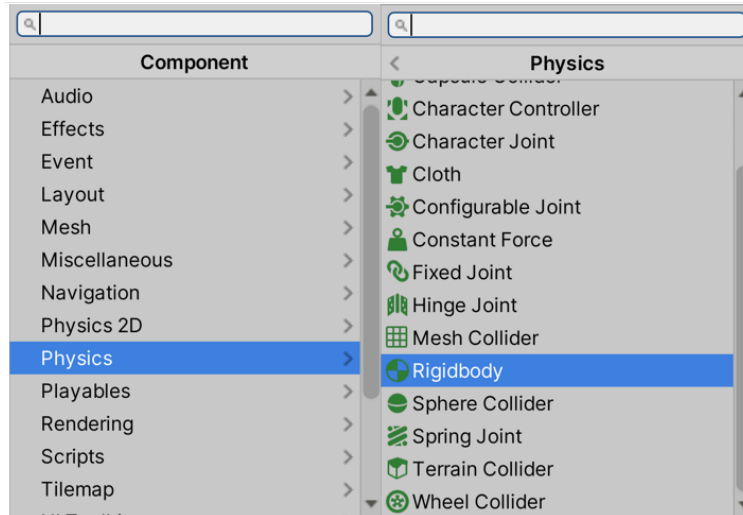 Component
Audio
Effects
Event
Layout
Mesh
Miscellaneous
Navigation
Physics 2D
Physics
Playables
Rendering
Scripts
Tilemap
Physics
Capsule Collider
Character Controller
Character Joint
Cloth
Configurable Joint
Constant Force
Fixed Joint
Hinge Joint
Mesh Collider
Rigidbody
Sphere Collider
Spring Joint
Terrain Collider
Wheel Collider